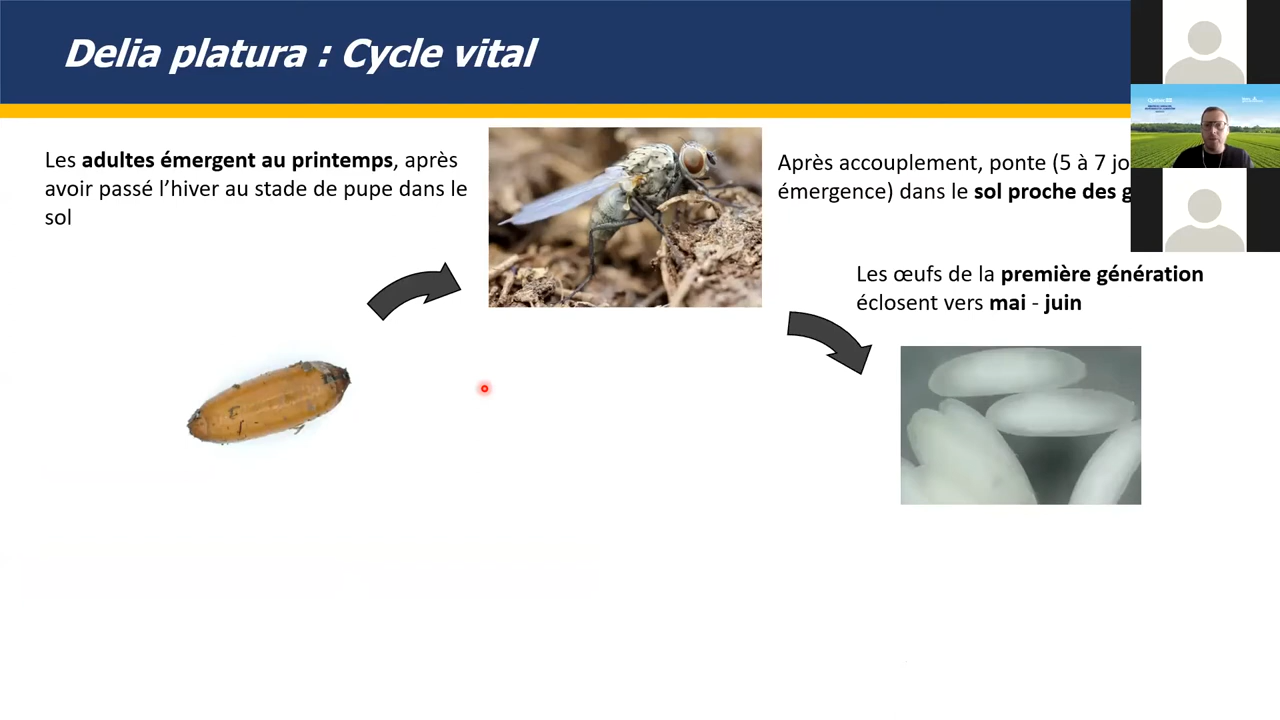 Delia platura : Cycle vital
Les adultes émergent au printemps, après
avoir passé l’hiver au stade de pupe dans le
sol
Après accouplement, ponte (5 à 7
émergence) dans le sol proche des
Les œufs de la première génération
éclosent vers mai - juin